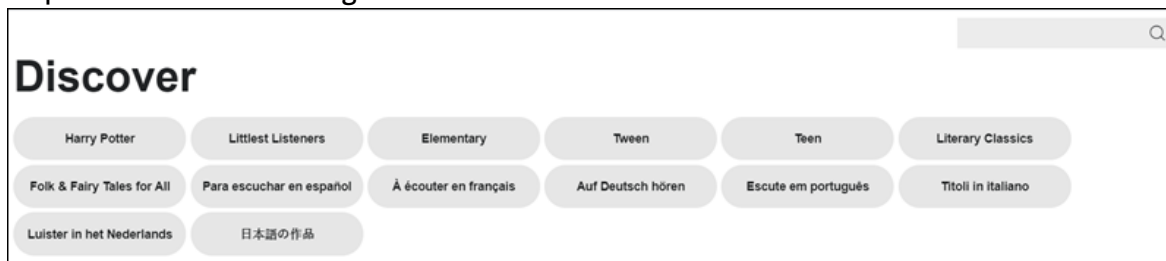 Discover
Harry Potter Littlest Listeners Elementary Tween Teen Literary Classics
Folk & Fairy Tales for All Para escuchar en español À écouter en français Auf Deutsch hören Escute em português Titoli in italiano
Luister in het Nederlands 日本語の作品